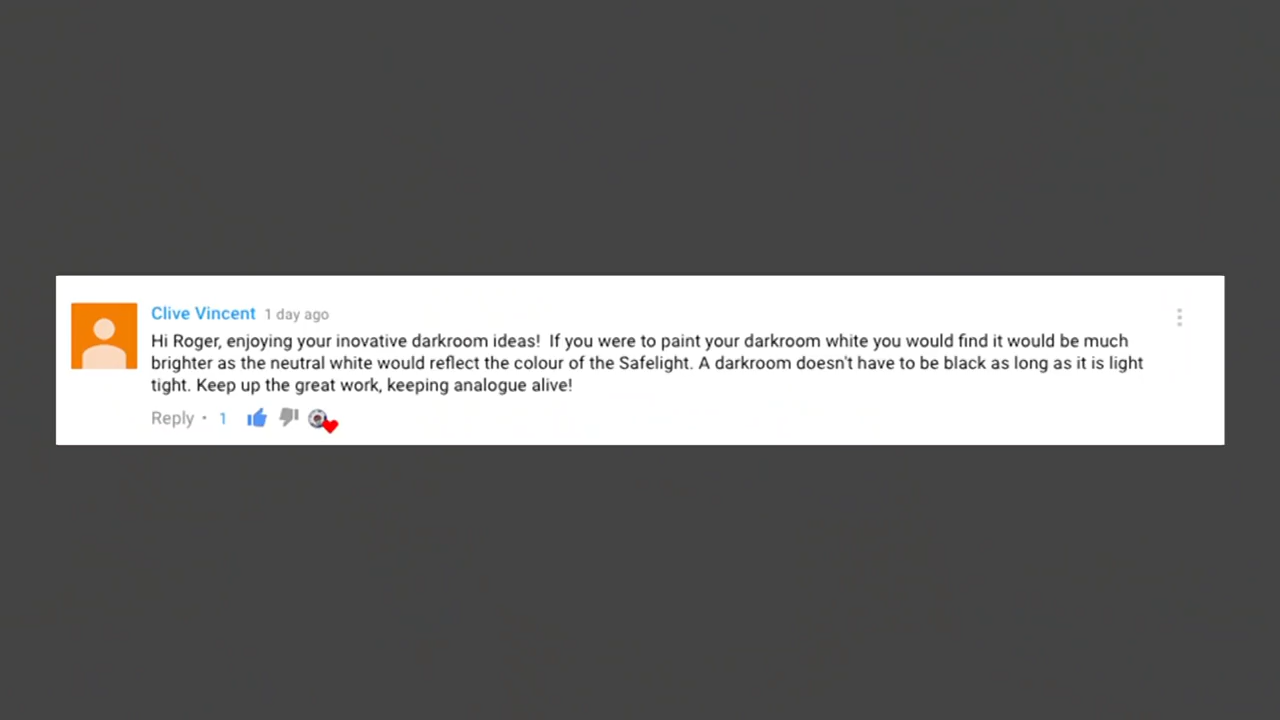 Clive Vincent 1 day ago
Hi Roger, enjoying your inovative darkroom ideas!  If you were to paint your darkroom white you would find it would be much
brighter as the neutral white would reflect the colour of the Safelight. A darkroom doesn't have to be black as long as it is light
tight. Keep up the great work, keeping analogue alive!
Reply • 1